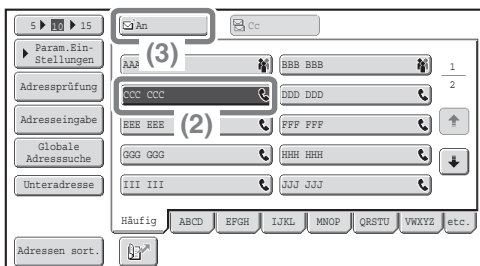 5 10 15
An
Cc
Param.Ein-
Stellungen
Adressprüfung
Adresseingabe
Globale
Adresssuche
Unteradresse
Adressen sort.
(3)
AAA
BBB BBB
CCC CCC
DDD DDD
(2)
EEE EEE
FFF FFF
GGG GGG
HHH HHH
III III
JJJ JJJ
1
2
Häufig
ABCD
EFGH
IJKL
MNOP
QRSTU
VWXYZ
etc.